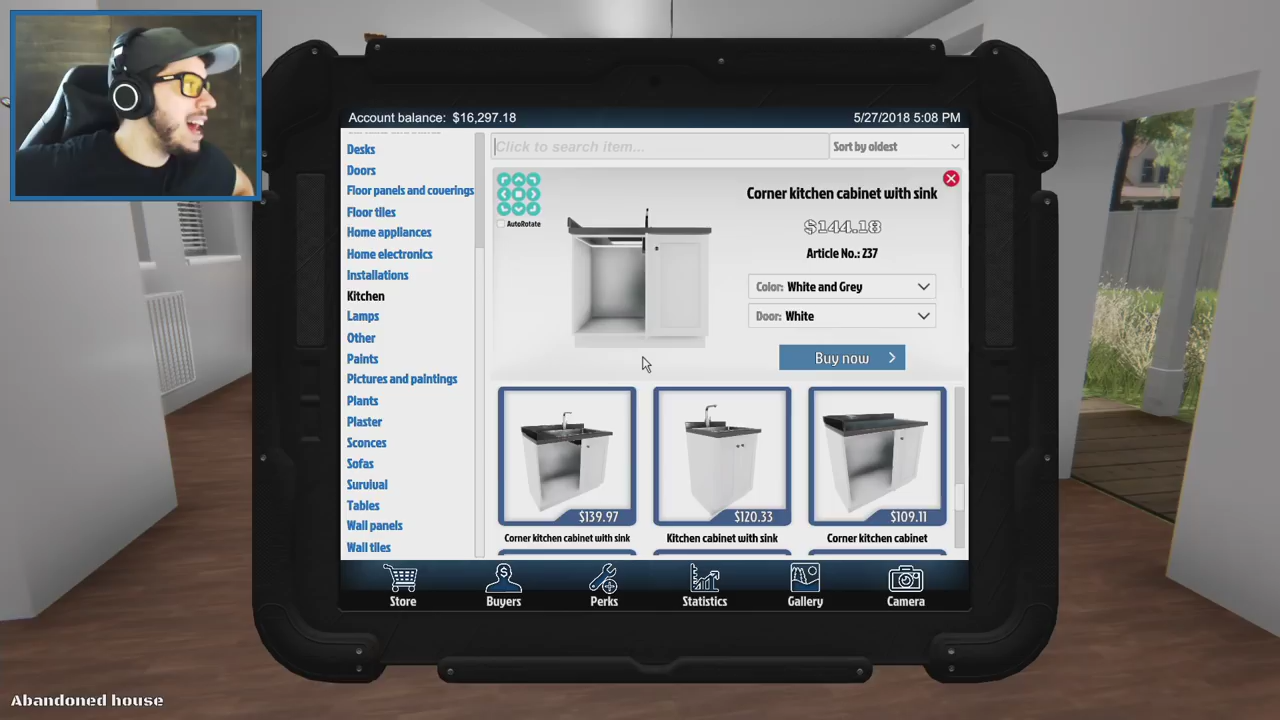 Account balance: $16,297.18
5/27/2018 5:08 PM
Desks
Doors
Floor panels and coverings
Floor tiles
Home appliances
Home electronics
Installations
Kitchen
Lamps
Other
Paints
Pictures and paintings
Plants
Plaster
Sconces
Sofas
Survival
Tables
Wall panels
Wall tiles
Click to search item...
Sort by oldest
AutoRotate
Corner kitchen cabinet with sink
$144.18
Article No.: 237
Color: White and Grey
Door: White
Buy now
$139.97
$120.33
$109.11
Corner kitchen cabinet with sink
Kitchen cabinet with sink
Corner kitchen cabinet
Store
Buyers
Perks
Statistics
Gallery
Camera
Abandoned house